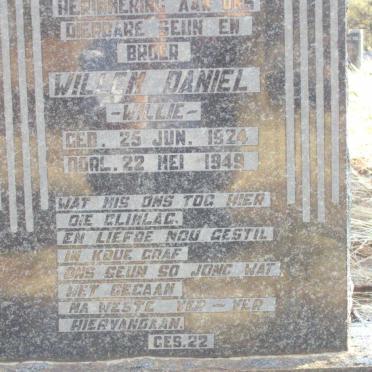 HERINNERING AAN ONS
DIERBARE SEUN EN
BROER
WILLEM DANIEL
-WILLIE-
GEB. 25 JUN. 1924
OORL. 22 MEI 1949
WAT MIS ONS TOG HIER
DIE GLIMLAG.
EN LIEFDE NOU GESTIL
IN KOUE GRAF
ONS SEUN SO JONG WAT
HET GEGAAN
NA WESTE VER-VER
HIERVANDAAN.
GES.22